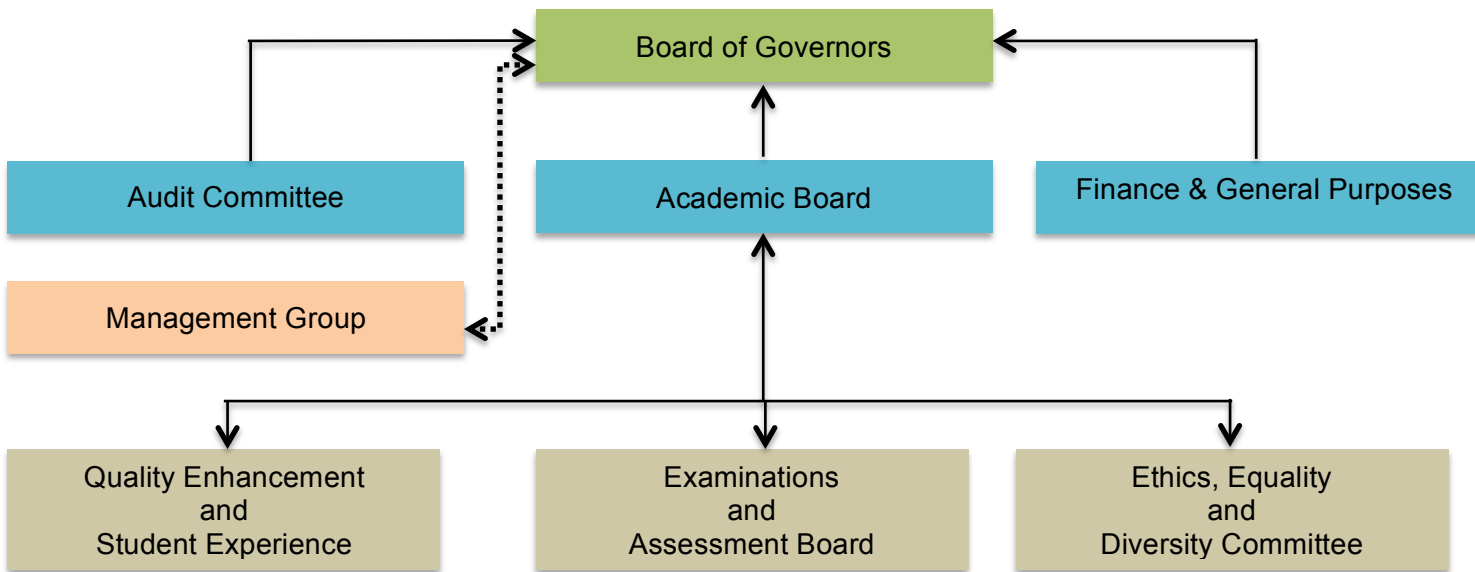 Board of Governors
Audit Committee
Academic Board
Finance & General Purposes
Management Group
Quality Enhancement
and
Student Experience
Examinations
and
Assessment Board
Ethics, Equality
and
Diversity Committee